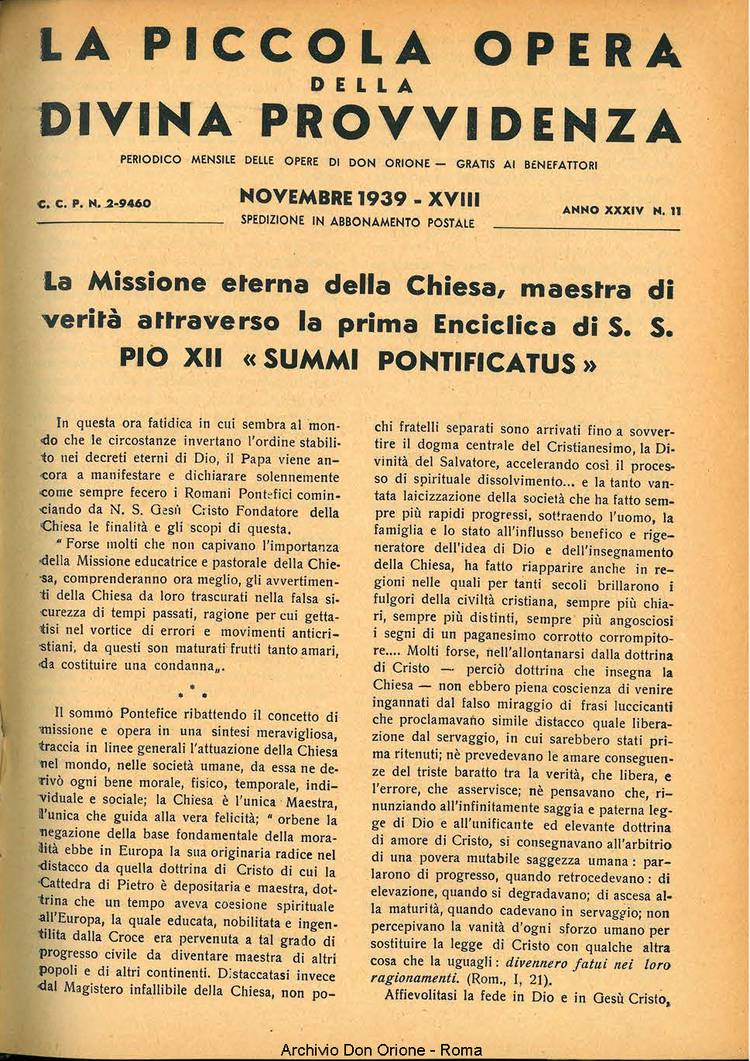 LA PICCOLA OPERA
DELLA
DIVINA PROVVIDENZA
PERIODICO MENSILE DELLE OPERE DI DON ORIONE — GRATIS AI BENEFATTORI
C. C. P. N. 2-9460
NOVEMBRE 1939 - XVIII
SPEDIZIONE IN ABBONAMENTO POSTALE
ANNO XXXIV N. 11
La Missione eterna della Chiesa, maestra di
verità attraverso la prima Enciclica di S. S.
PIO XII « SUMMI PONTIFICATUS »
In questa ora fatidica in cui sembra al mon-
do che le circostanze invertano l'ordine stabili-
to nei decreti eterni di Dio, il Papa viene an-
cora a manifestare e dichiarare solennemente
come sempre fecero i Romani Pontefici comin-
ciando da N. S. Gesù Cristo Fondatore della
Chiesa le finalità e gli scopi di questa.
" Forse molti che non capivano l'importanza
della Missione educatrice e pastorale della Chie-
sa, comprenderanno ora meglio, gli avvertimen-
ti della Chiesa da loro trascurati nella falsa si-
curezza di tempi passati, ragione per cui getta-
tisi nel vortice di errori e movimenti anticri-
stiani, da questi son maturati frutti tanto amari,
da costituire una condanna„.
* * *
Il sommo Pontefice ribattendo il concetto di
missione e opera in una sintesi meravigliosa,
traccia in linee generali l'attuazione della Chiesa
nel mondo, nelle società umane, da essa ne de-
rivò ogni bene morale, fisico, temporale, indi-
viduale e sociale; la Chiesa è l'unica Maestra,
l'unica che guida alla vera felicità; " orbene la
negazione della base fondamentale della mora-
lità ebbe in Europa la sua originaria radice nel
distacco da quella dottrina di Cristo di cui la
Cattedra di Pietro è depositaria e maestra, dot-
trina che un tempo aveva coesione spirituale
all'Europa, la quale educata, nobilitata e ingen-
tilita dalla Croce era pervenuta a tal grado di
progresso civile da diventare maestra di altri
popoli e di altri continenti. Distaccatasi invece
dal Magistero infallibile della Chiesa, non po-
chi fratelli separati sono arrivati fino a sovver-
tire il dogma centrale del Cristianesimo, la Di-
vinità del Salvatore, accelerando così il proces-
so di spirituale dissolvimento... e la tanto van-
tata laicizzazione della società che ha fatto sem-
pre più rapidi progressi, sottraendo l'uomo, la
famiglia e lo stato all'influsso benefico e rige-
neratore dell'idea di Dio e dell'insegnamento
della Chiesa, ha fatto riapparire anche in re-
gioni nelle quali per tanti secoli brillarono i
fulgori della civiltà cristiana, sempre più chia-
ri, sempre più distinti, sempre più angosciosi
i segni di un paganesimo corrotto corrompito-
re.... Molti forse, nell'allontanarsi dalla dottrina
di Cristo — perciò dottrina che insegna la
Chiesa — non ebbero piena coscienza di venire
ingannati dal falso miraggio di frasi luccicanti
che proclamavano simile distacco quale libera-
zione dal servaggio, in cui sarebbero stati pri-
ma ritenuti; nè prevedevano le amare conseguen-
ze del triste baratto tra la verità, che libera, e
l'errore, che asservisce; nè pensavano che, ri-
nunziando all'infinitamente saggia e paterna leg-
ge di Dio e all'unificante ed elevante dottrina
di amore di Cristo, si consegnavano all'arbitrio
di una povera mutabile saggezza umana : par-
larono di progresso, quando retrocedevano : di
elevazione, quando si degradavano; di ascesa al-
la maturità, quando cadevano in servaggio; non
percepivano la vanità d'ogni sforzo umano per
sostituire la legge di Cristo con qualche altra
cosa che la uguagli : divennero fatui nei loro
ragionamenti. (Rom., I, 21).
Affievolitasi la fede in Dio e in Gesù Cristo,
Archivio Don Orione - Roma